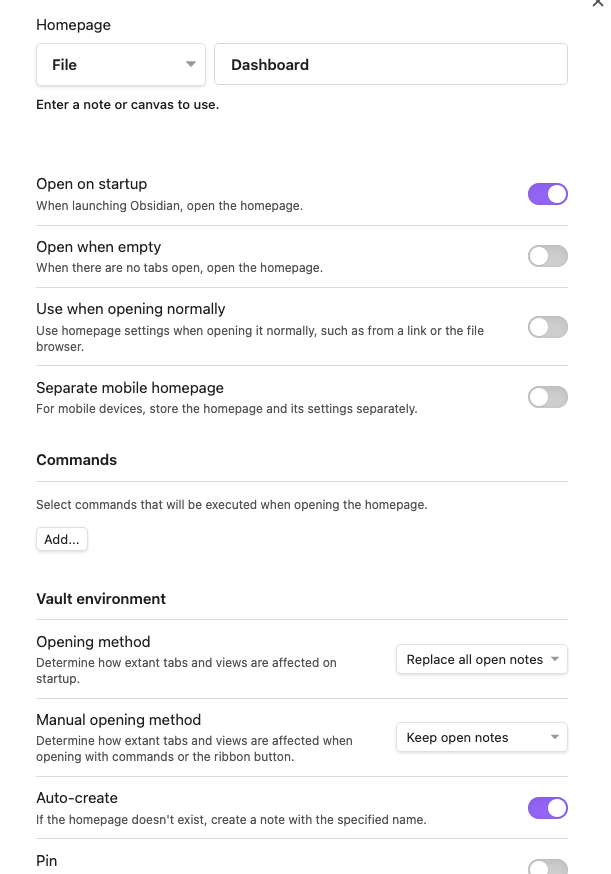 Homepage
File
Dashboard
Enter a note or canvas to use.
Open on startup
When launching Obsidian, open the homepage.
Open when empty
When there are no tabs open, open the homepage.
Use when opening normally
Use homepage settings when opening it normally, such as from a link or the file
browser.
Separate mobile homepage
For mobile devices, store the homepage and its settings separately.
Commands
Select commands that will be executed when opening the homepage.
Add...
Vault environment
Opening method
Determine how extant tabs and views are affected on
startup.
Replace all open notes
Manual opening method
Determine how extant tabs and views are affected when
opening with commands or the ribbon button.
Keep open notes
Auto-create
If the homepage doesn't exist, create a note with the specified name.
Pin